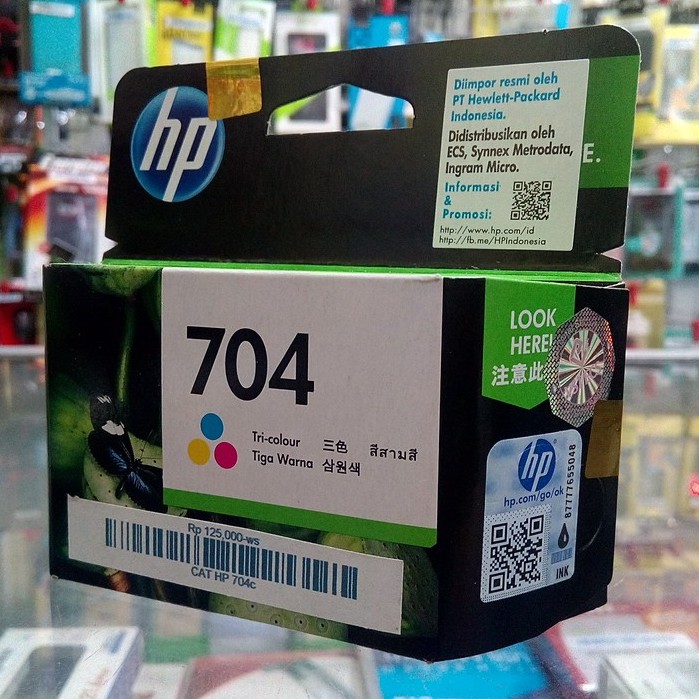 hp
Diimpor resmi oleh
PT Hewlett-Packard
Indonesia.
Didistribusikan oleh
ECS, Synnex Metrodata,
Ingram Micro.
Informasi
&
Promosi:
http://www.hp.com/id
http://fb.me/HPIndonesia
E.
704
Tri-colour 三色 สีสามสี
Tiga Warna 삼원색
LOOK
HERE!
注意此
hp
hp.com/go/ok
87777655048
INK
Rp 125,000-ws
CAT HP 704c